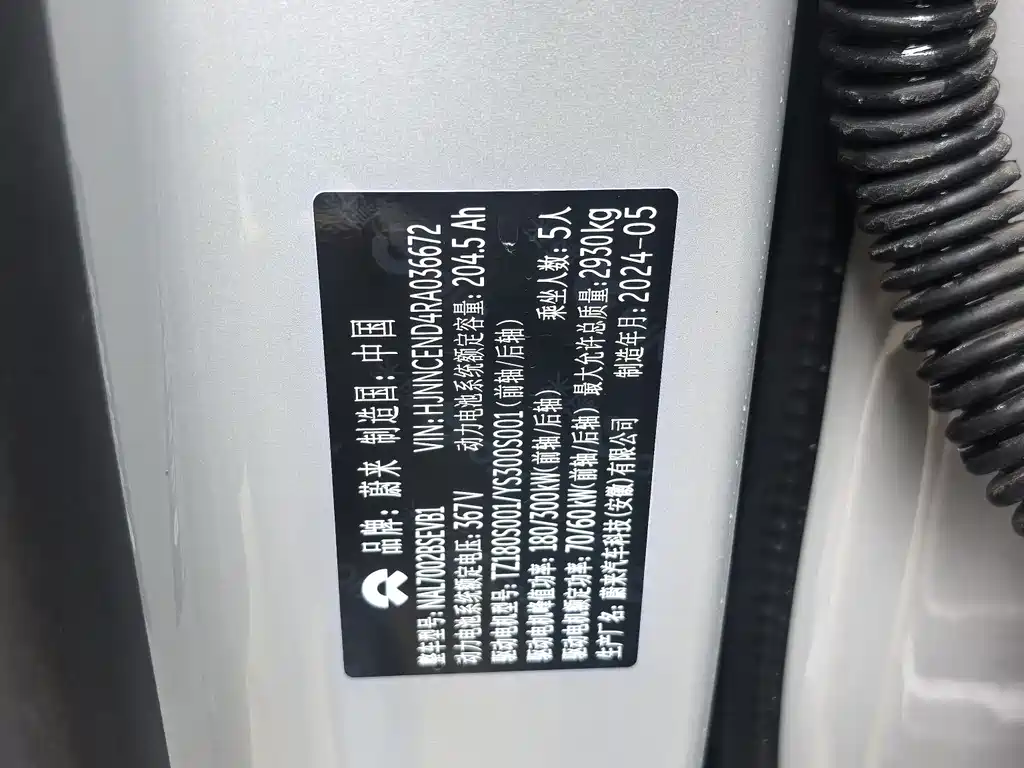 品牌:蔚来 制造国:中国
整车型号:NAL7002BSEVB1 VIN:HJNNCEND4RA036672
动力电池系统额定电压:367V 动力电池系统额定容量:204.5 Ah
驱动电机型号:TZ180S001/YS300S001(前轴/后轴)
驱动电机峰值功率:180/300kW(前轴/后轴) 乘坐人数:5人
驱动电机额定功率:70/60kW(前轴/后轴) 最大允许总质量:2930kg
生产厂名:蔚来汽车科技(安徽)有限公司 制造年月:2024-05